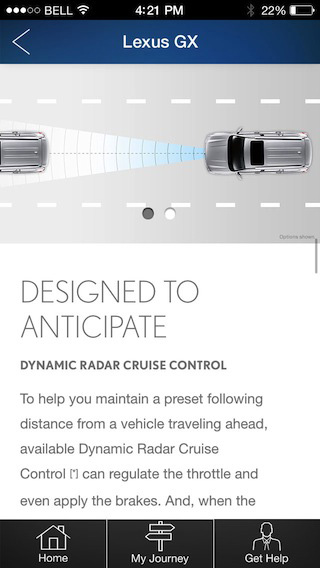 BELL 4:21 PM 22%
Lexus GX
Options shown
DESIGNED TO
ANTICIPATE
DYNAMIC RADAR CRUISE CONTROL
To help you maintain a preset following
distance from a vehicle traveling ahead,
available Dynamic Radar Cruise
Control [*] can regulate the throttle and
even apply the brakes. And, when the
Home My Journey Get Help